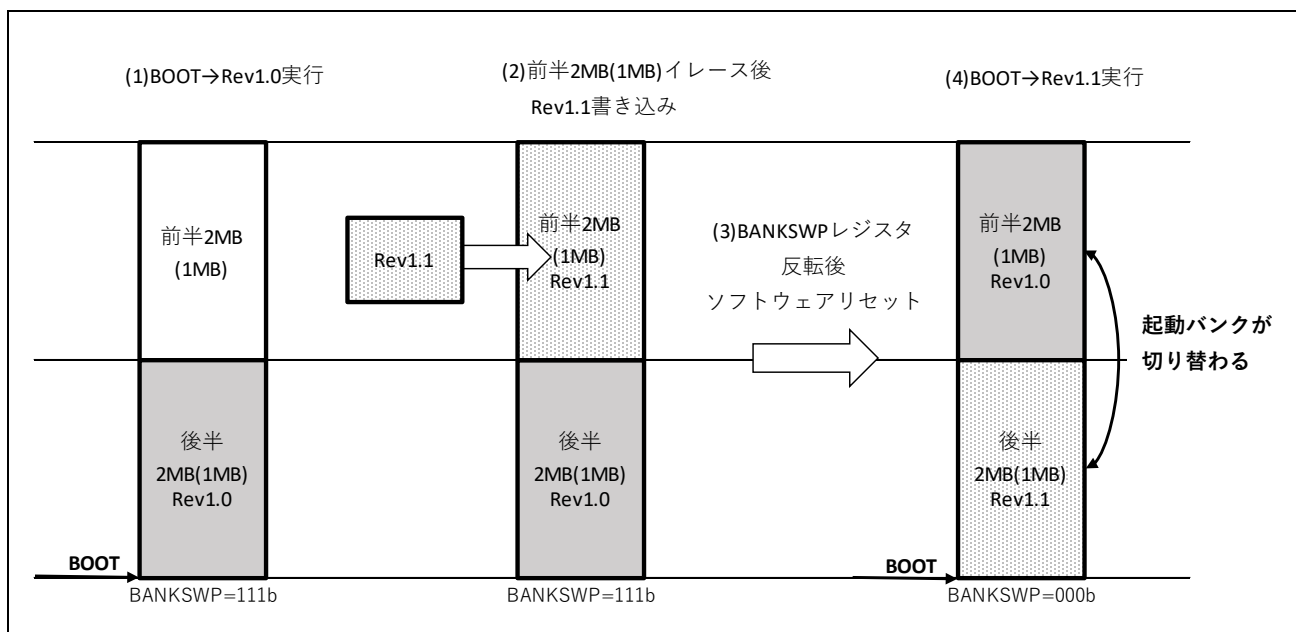 (1)BOOT→Rev1.0実行
(2)前半2MB(1MB)イレース後
Rev1.1書き込み
(4)BOOT→Rev1.1実行
前半2MB
(1MB)
Rev1.1
前半2MB
(1MB)
Rev1.1
(3)BANKSWPレジスタ
反転後
ソフトウェアリセット
前半2MB
(1MB)
Rev1.0
起動バンクが
切り替わる
後半
2MB(1MB)
Rev1.0
後半
2MB(1MB)
Rev1.0
後半
2MB(1MB)
Rev1.1
BOOT
BOOT
BANKSWP=111b
BANKSWP=111b
BANKSWP=000b